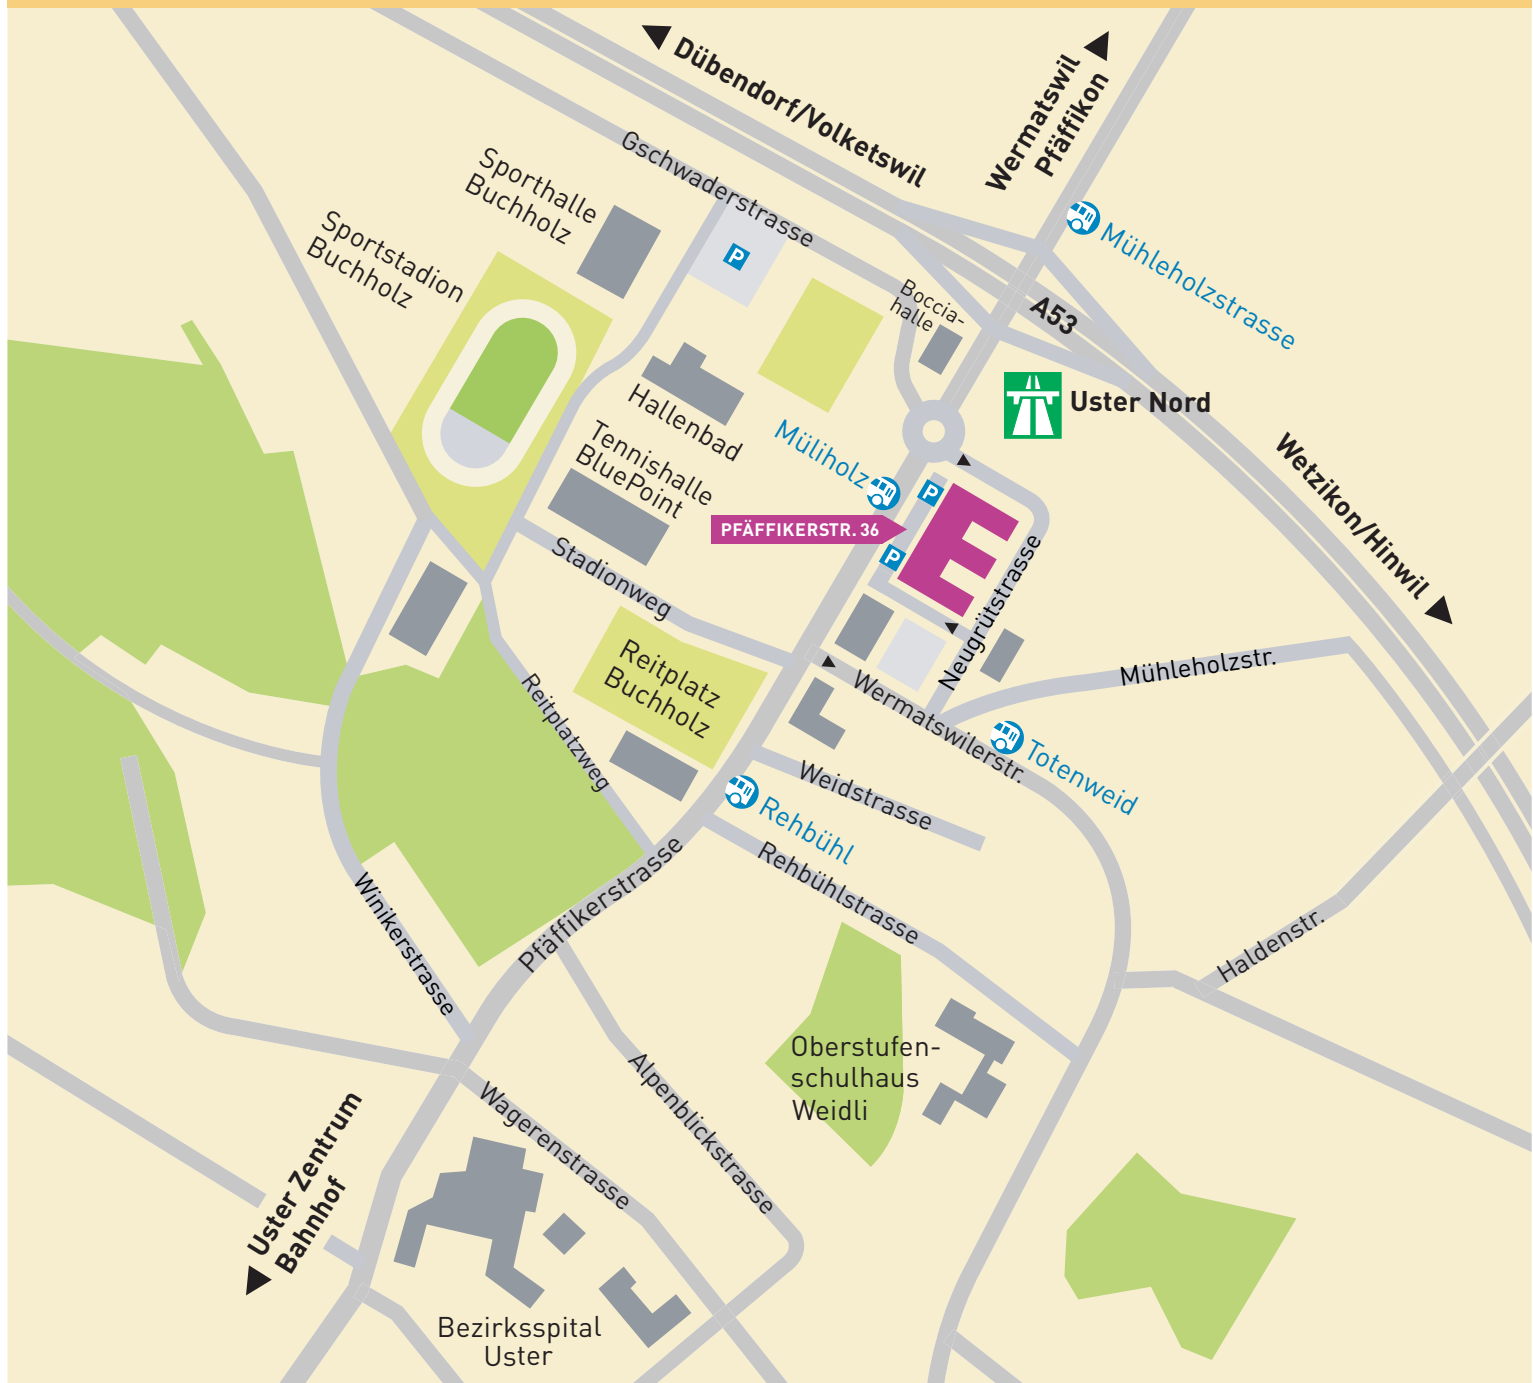 Dübendorf/Volketswil
Wermatswil
Pfäffikon
Gschwaderstrasse
Sporthalle
Buchholz
Sportstadion
Buchholz
P
Mühleholzstrasse
Boccia-
halle
A53
Uster Nord
Hallenbad
Tennishalle
BluePoint
Müliholz
P
PFÄFFIKERSTR. 36
P
Wetzikon/Hinwil
Stadionweg
Neugrütstrasse
Reitplatz
Buchholz
Reitplatzweg
Mühleholzstr.
Wermatswilerstr.
Totenweid
Weidstrasse
Rehbühl
Rehbühlstrasse
Pfäffikerstrasse
Winikerstrasse
Haldenstr.
Oberstufen-
schulhaus
Weidli
Alpenblickstrasse
Wagerenstrasse
Uster Zentrum
Bahnhof
Bezirksspital
Uster